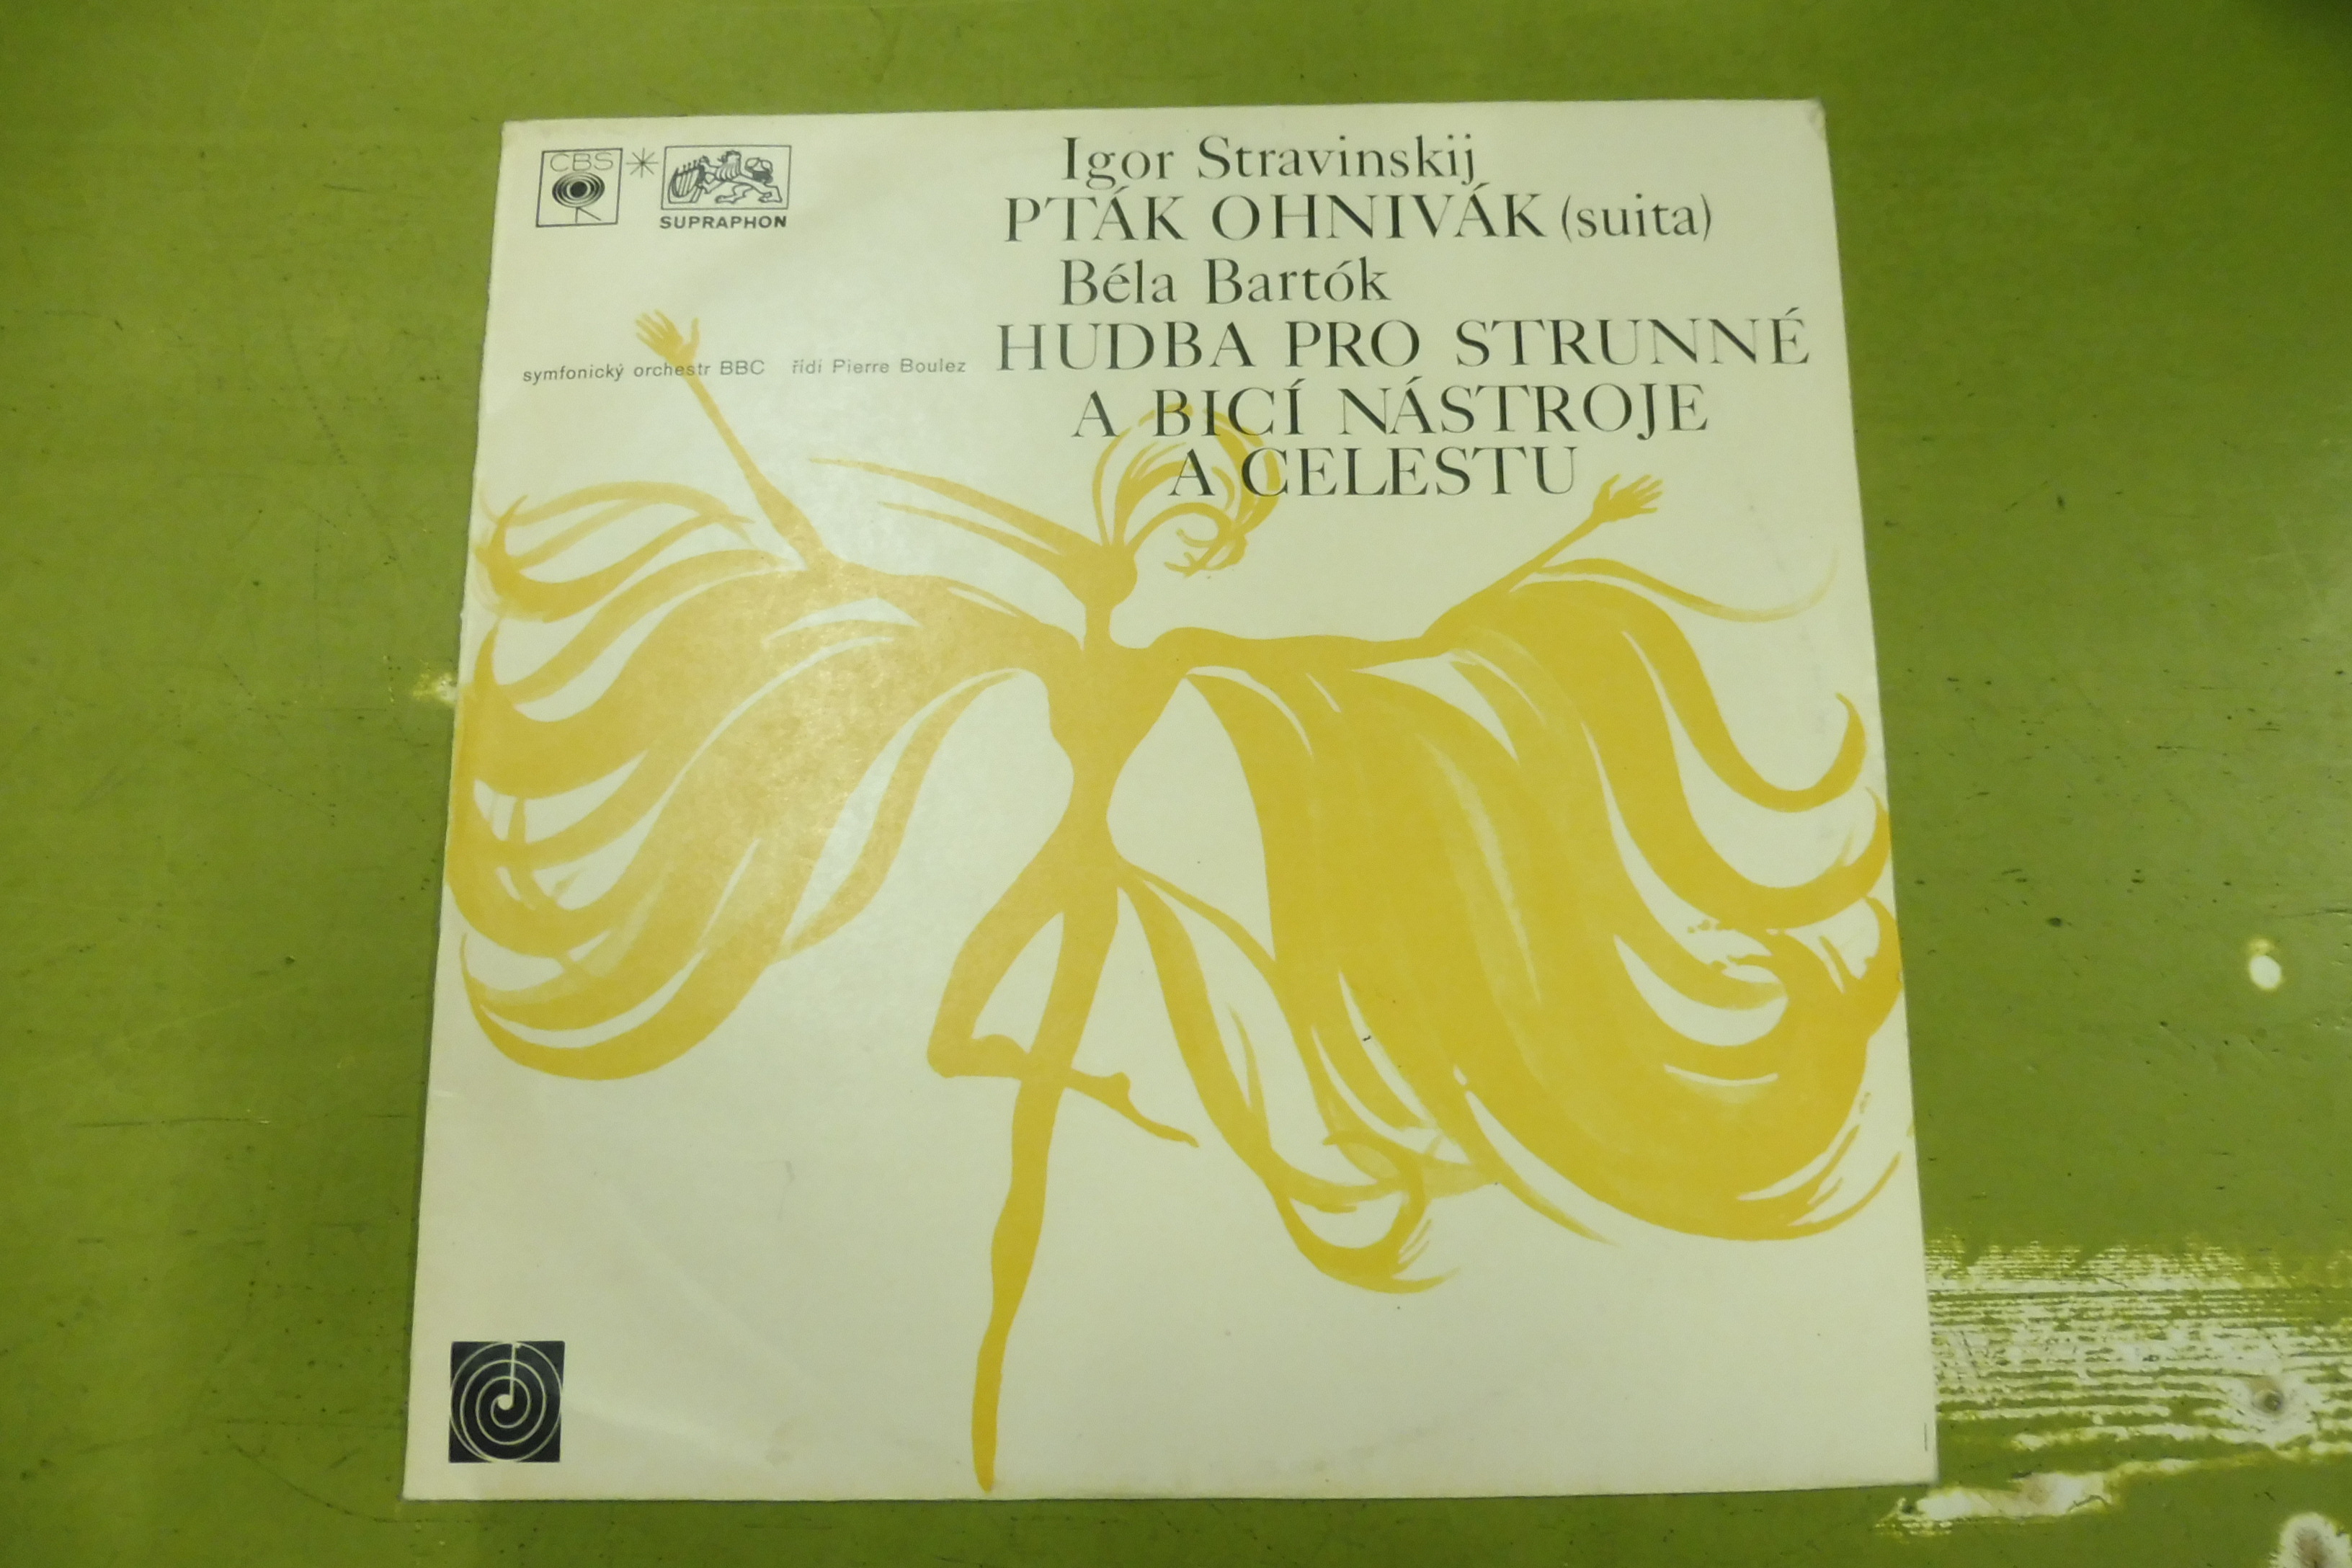 CBS
SUPRAPHON
Igor Stravinskij
PTÁK OHNIVÁK (suita)
Béla Bartók
HUDBA PRO STRUNNÉ
A BICÍ NÁSTROJE
A CELESTU
symfonický orchestr BBC řídí Pierre Boulez